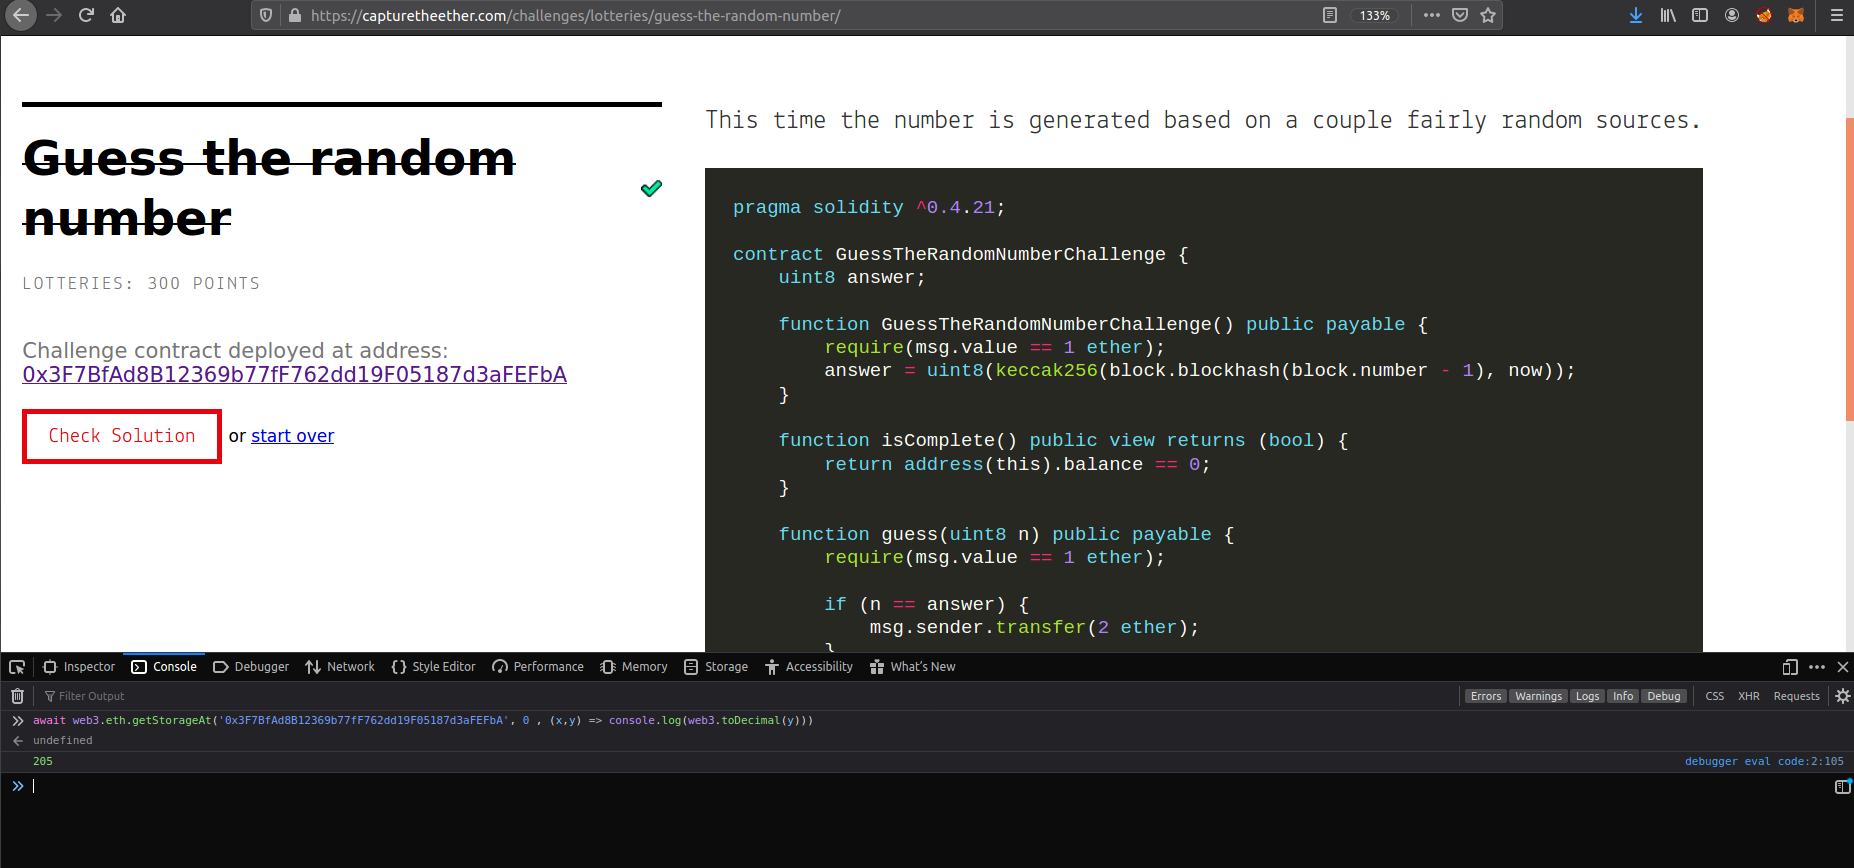 https://capturetheether.com/challenges/lotteries/guess-the-random-number/
133%
Guess the random
number
LOTTERIES: 300 POINTS
Challenge contract deployed at address:
0x3F7BfAd8B12369b77fF762dd19F05187d3aFEFbA
Check Solution or start over
This time the number is generated based on a couple fairly random sources.
pragma solidity ^0.4.21;
contract GuessTheRandomNumberChallenge {
    uint8 answer;
    function GuessTheRandomNumberChallenge() public payable {
        require(msg.value == 1 ether);
        answer = uint8(keccak256(block.blockhash(block.number - 1), now));
    }
    function isComplete() public view returns (bool) {
        return address(this).balance == 0;
    }
    function guess(uint8 n) public payable {
        require(msg.value == 1 ether);
        if (n == answer) {
            msg.sender.transfer(2 ether);
        }
Inspector Console Debugger Network Style Editor Performance Memory Storage Accessibility What's New
Filter Output Errors Warnings Logs Info Debug CSS XHR Requests
await web3.eth.getStorageAt('0x3F7BfAd8B12369b77fF762dd19F05187d3aFEFbA', 0 , (x,y) => console.log(web3.toDecimal(y)))
undefined
205 debugger eval code:2:105